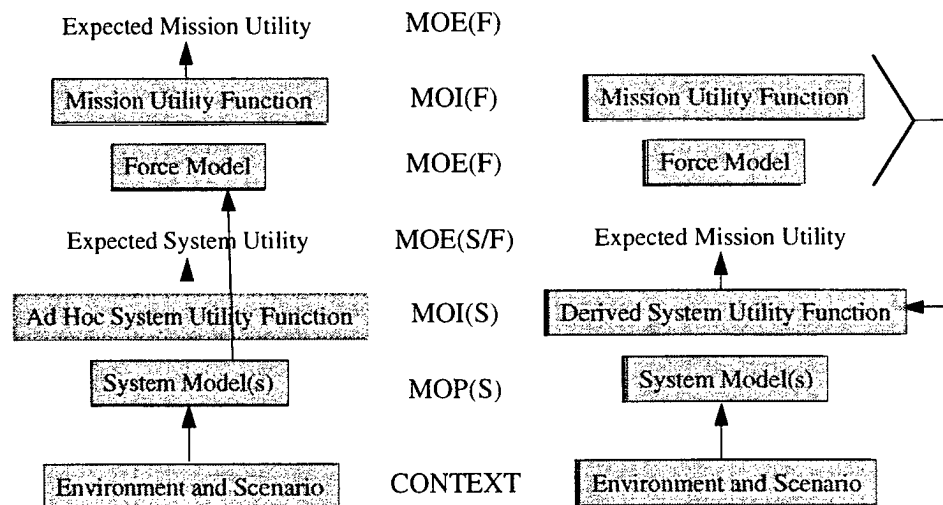 Expected Mission Utility
MOE(F)
Mission Utility Function
MOI(F)
Mission Utility Function
Force Model
MOE(F)
Force Model
Expected System Utility
MOE(S/F)
Expected Mission Utility
Ad Hoc System Utility Function
MOI(S)
Derived System Utility Function
System Model(s)
MOP(S)
System Model(s)
Environment and Scenario
CONTEXT
Environment and Scenario